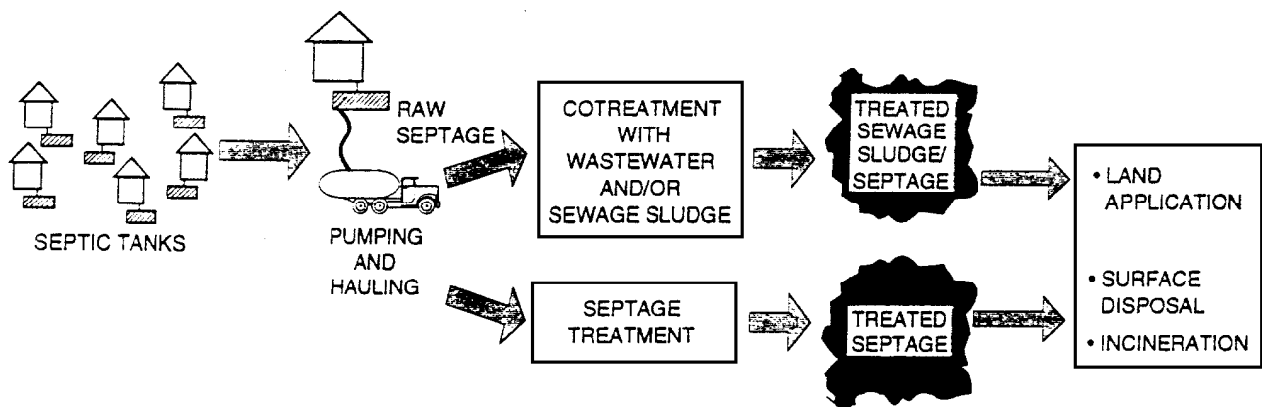 SEPTIC TANKS
RAW
SEPTAGE
PUMPING
AND
HAULING
COTREATMENT
WITH
WASTEWATER
AND/OR
SEWAGE SLUDGE
SEPTAGE
TREATMENT
TREATED
SEWAGE
SLUDGE/
SEPTAGE
TREATED
SEPTAGE
• LAND
APPLICATION
• SURFACE
DISPOSAL
• INCINERATION